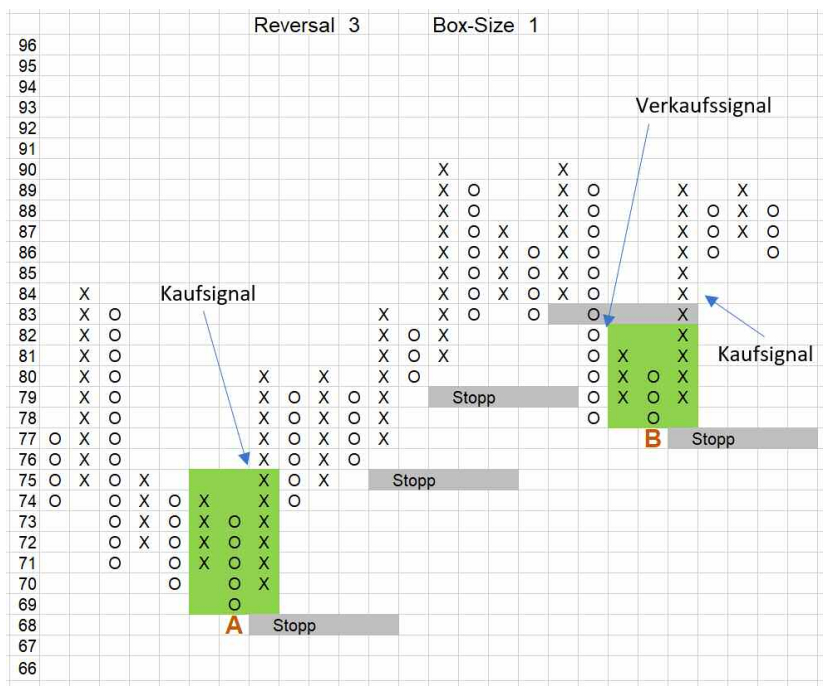 Reversal 3 Box-Size 1
96
95
94
93
Verkaufssignal
92
91
90 X X
89 X O X O X X
88 X O X O X O X O
87 X O X X O X O X O
86 X O X O X O X O O
85 X O X O X O X
84 X Kaufsignal X O X O X O X
83 X O X X O O O X
82 X O X O X O X
81 X O X O X O X X Kaufsignal
80 X O X X X O O X O X
79 X O X O X O X Stopp O X O X
78 X O X O X O X O O
77 O X O X O X O X B Stopp
76 O X O X O X O
75 O X O X X X Stopp
74 O O X O X X O
73 O X O X O X
72 O X O X O X
71 O O X O X
70 O O X
69 O
68 A Stopp
67
66